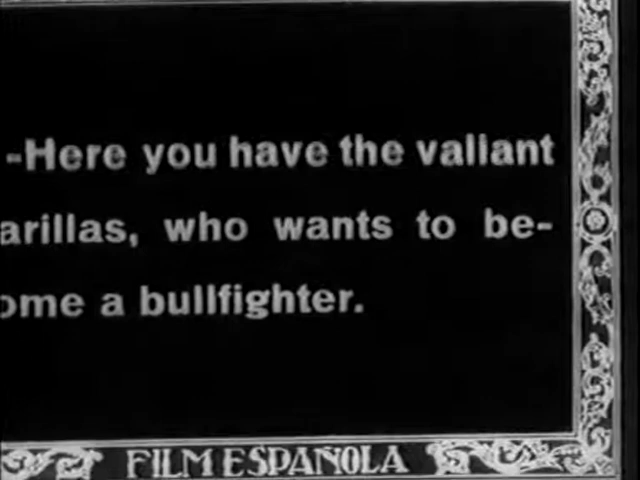 -Here you have the valiant
arillas, who wants to be-
ome a bullfighter.
FILM ESPAÑOLA